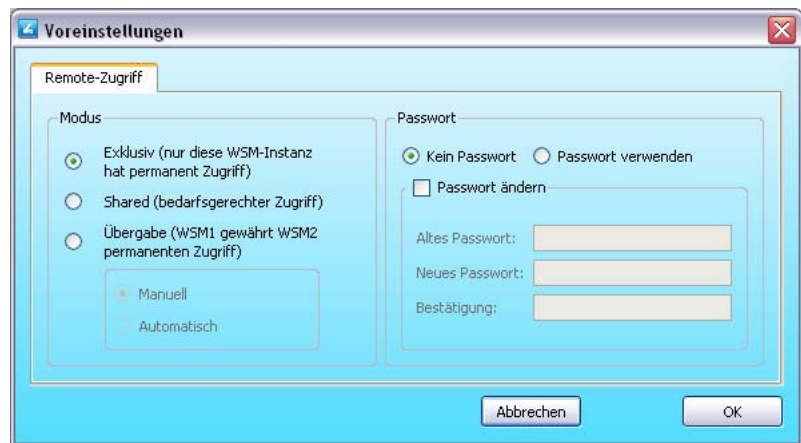 Voreinstellungen
Remote-Zugriff
Modus
Exklusiv (nur diese WSM-Instanz
hat permanent Zugriff)
Shared (bedarfsgerechter Zugriff)
Übergabe (WSM1 gewährt WSM2
permanenten Zugriff)
Manuell
Automatisch
Passwort
Kein Passwort
Passwort verwenden
Passwort ändern
Altes Passwort:
Neues Passwort:
Bestätigung:
Abbrechen
OK